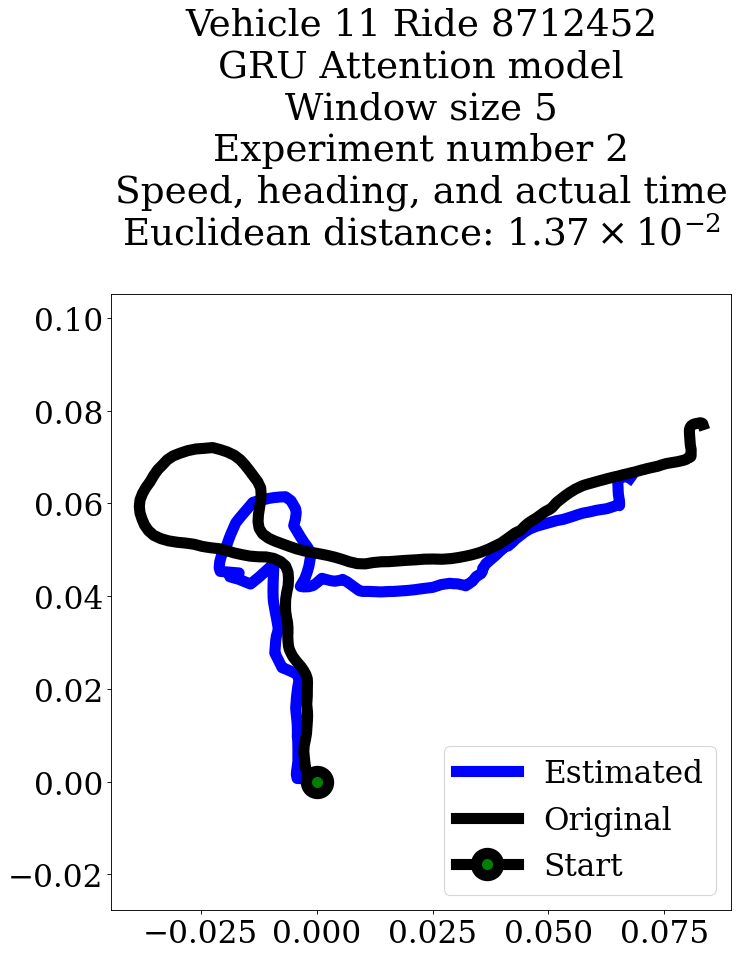 Vehicle 11 Ride 8712452
GRU Attention model
Window size 5
Experiment number 2
Speed, heading, and actual time
Euclidean distance: 1.37 × 10⁻²
0.10
0.08
0.06
0.04
0.02
0.00
−0.02
−0.025 0.000 0.025 0.050 0.075
Estimated
Original
Start